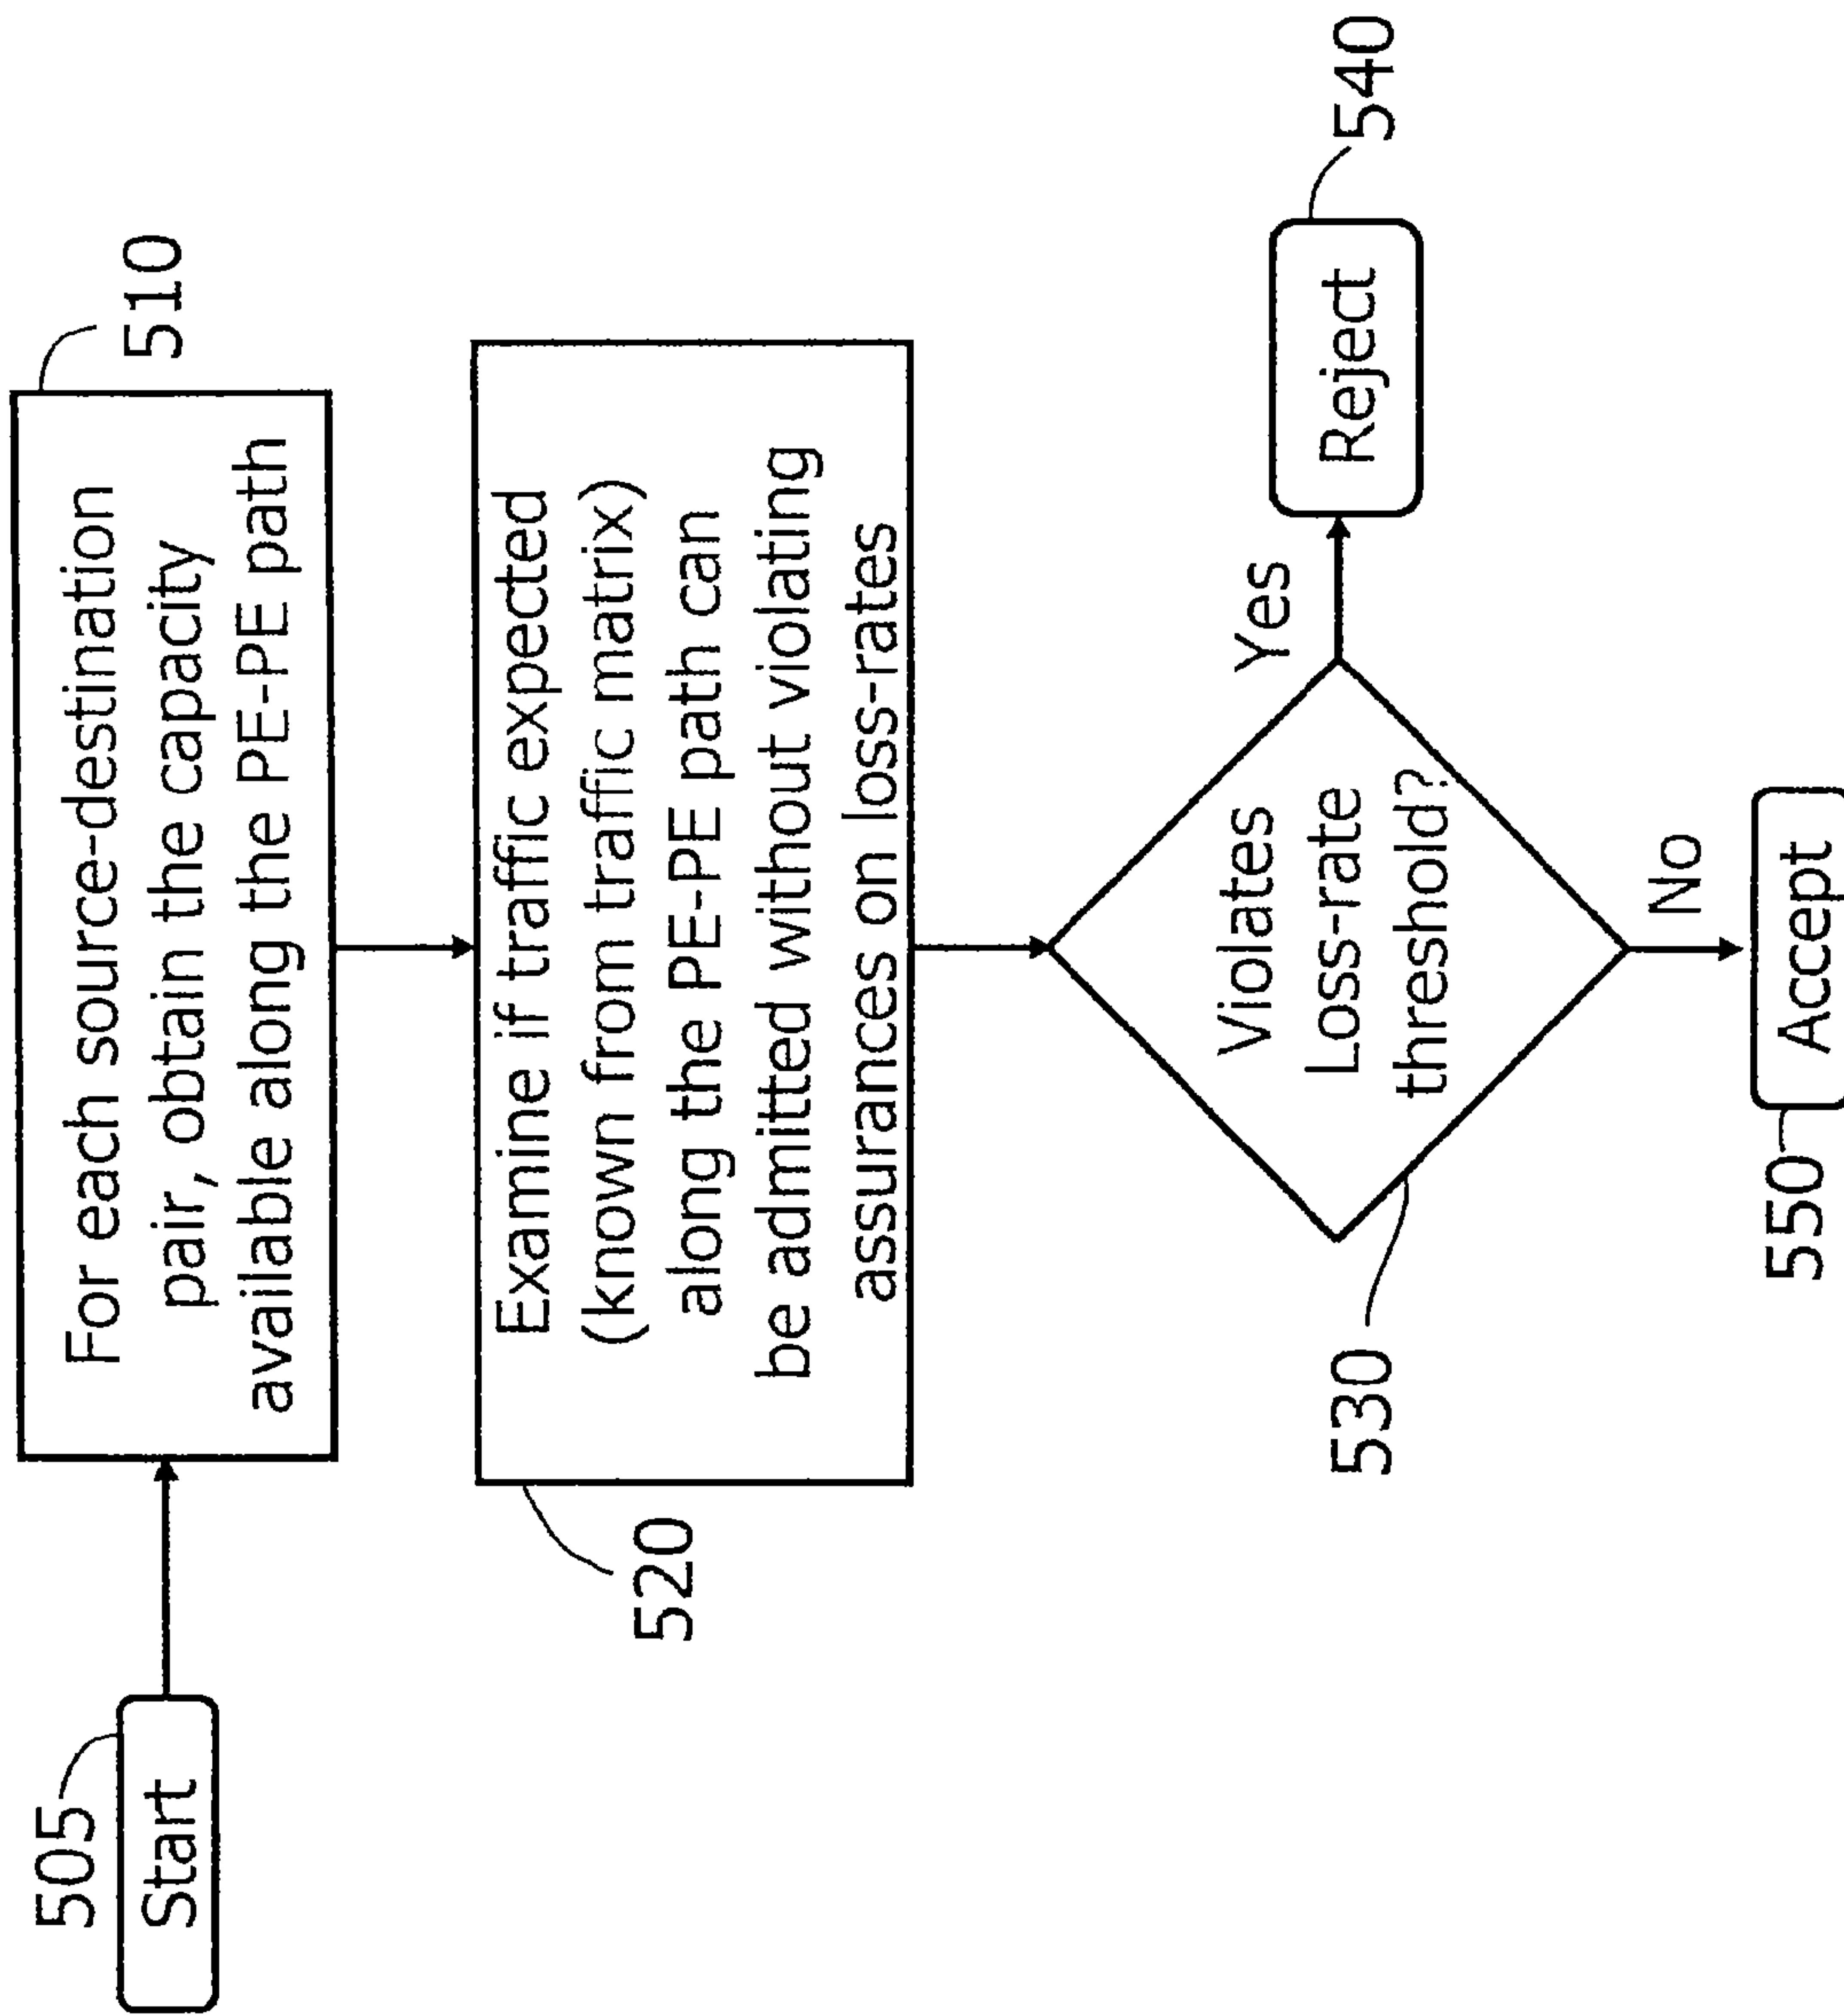 505
Start
510
For each source-destination
pair, obtain the capacity
available along the PE-PE path
520
Examine if traffic expected
(known from traffic matrix)
along the PE-PE path can
be admitted without violating
assurances on loss-rates
530
Violates
Loss-rate
threshold?
Yes
540
Reject
No
550
Accept